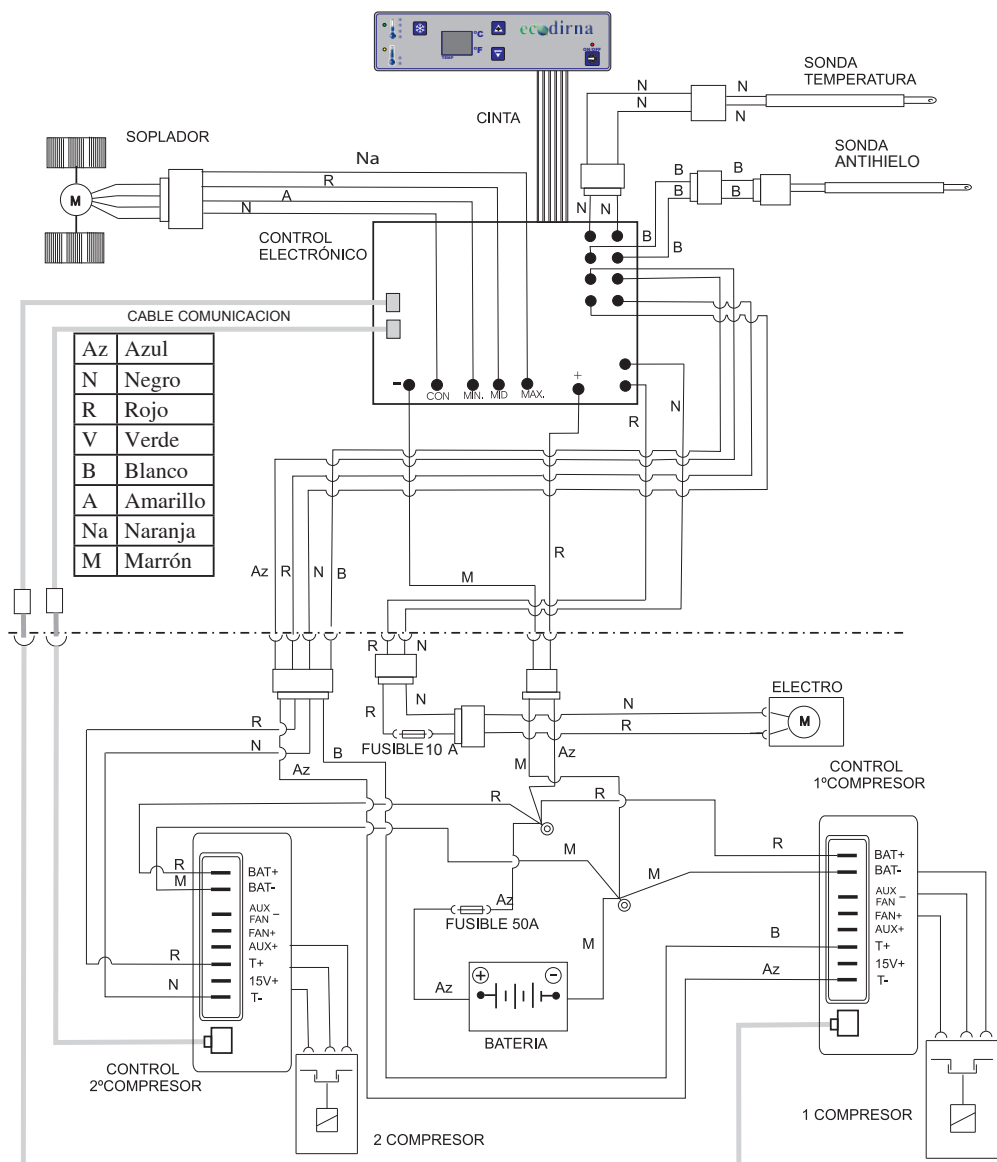 °C
°F
TEMP
ecodirna
ON/OFF
SONDA
TEMPERATURA
N
N
N
N
CINTA
SOPLADOR
SONDA
ANTIHIELO
B
B
B
B
Na
R
A
N
M
N
N
B
B
CONTROL
ELECTRÓNICO
CABLE COMUNICACION
Az Azul
N Negro
R Rojo
V Verde
B Blanco
A Amarillo
Na Naranja
M Marrón
- CON MIN. MID MAX. +
R
N
Az R N B
M
R
R N
R
N
N
R
FUSIBLE 10 A
ELECTRO
M
R
N
B
Az
M
Az
CONTROL
1ºCOMPRESOR
R
R
M
M
R
M
Az
FUSIBLE 50A
M
B
Az
R
M
BAT+
BAT-
AUX
FAN -
FAN+
AUX+
T+
15V+
T-
R
N
BAT+
BAT-
AUX
FAN -
FAN+
AUX+
T+
15V+
T-
Az
+ -
BATERIA
CONTROL
2ºCOMPRESOR
2 COMPRESOR
1 COMPRESOR